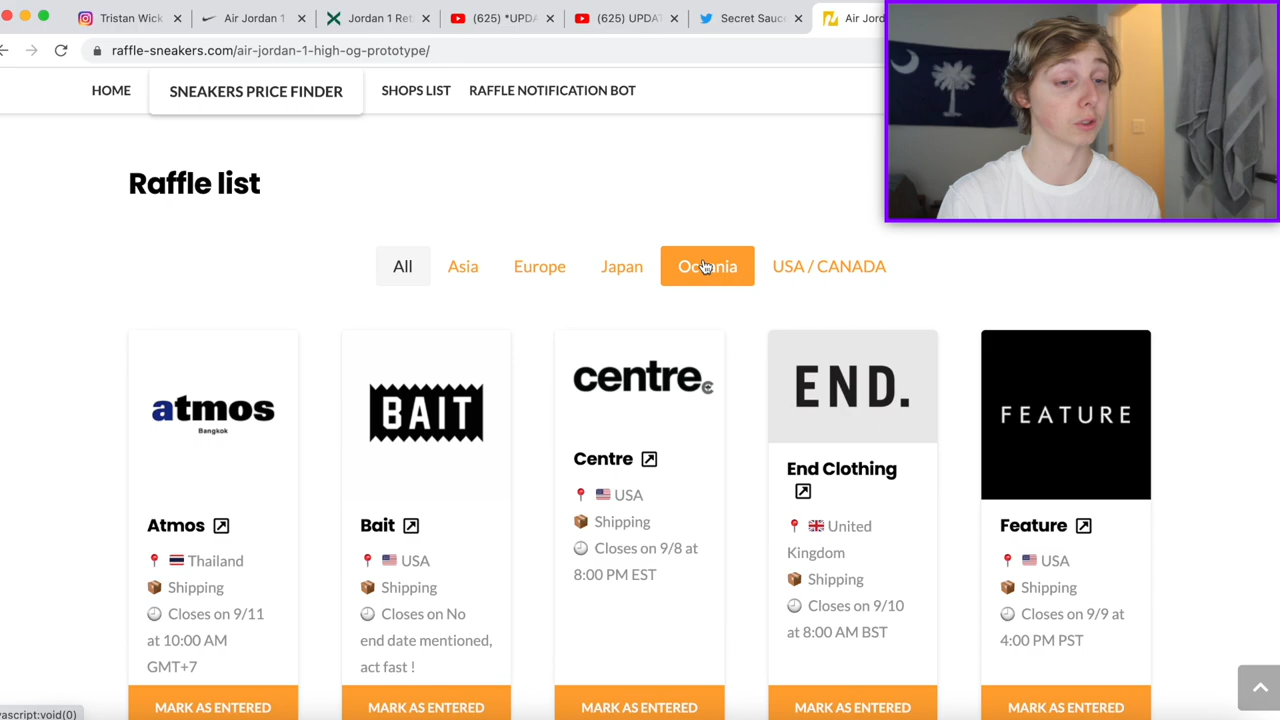 Tristan Wick
Air Jordan 1
Jordan 1 Ret
(625) *UPDA
(625) UPDAT
Secret Sauc
Air Jord
raffle-sneakers.com/air-jordan-1-high-og-prototype/
HOME
SNEAKERS PRICE FINDER
SHOPS LIST
RAFFLE NOTIFICATION BOT
Raffle list
All
Asia
Europe
Japan
Oceania
USA / CANADA
atmos
Bangkok
Atmos
Thailand
Shipping
Closes on 9/11
at 10:00 AM
GMT+7
MARK AS ENTERED
BAIT
Bait
USA
Shipping
Closes on No
end date mentioned,
act fast !
MARK AS ENTERED
centre
Centre
USA
Shipping
Closes on 9/8 at
8:00 PM EST
MARK AS ENTERED
END.
End Clothing
United
Kingdom
Shipping
Closes on 9/10
at 8:00 AM BST
MARK AS ENTERED
FEATURE
Feature
USA
Shipping
Closes on 9/9 at
4:00 PM PST
MARK AS ENTERED
vascript:void(0)